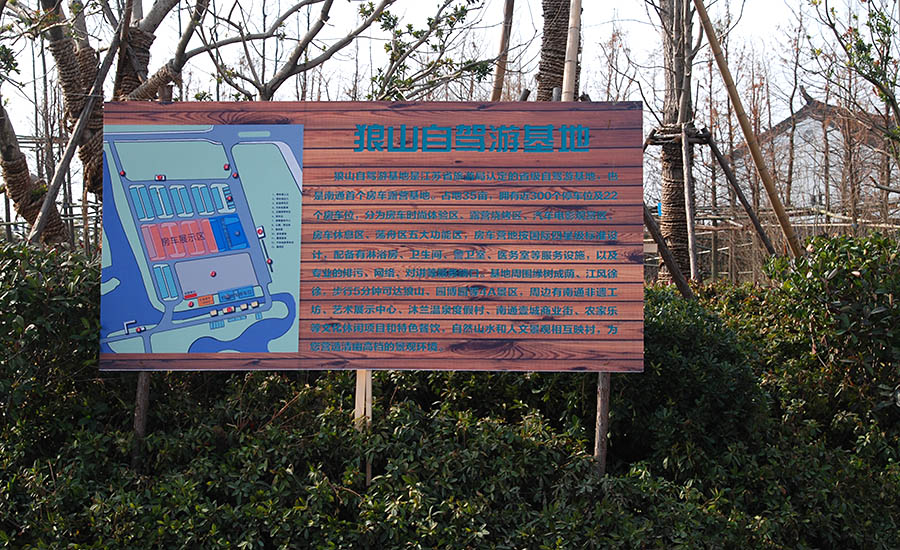 狼山自驾游基地
狼山自驾游基地是江苏省旅游局认定的省级自驾游基地，也
是南通首个房车露营基地，占地35亩，拥有近300个停车位及22
个房车位，分为房车时尚体验区、露营烧烤区、汽车电影观赏区、
房车休息区、荡舟区五大功能区，房车营地按国际四星级标准设
计，配备有淋浴房、卫生间、警卫室、医务室等服务设施，以及
专业的排污、网络、对讲等服务端口。基地周围绿树成荫，江风徐
徐，步行5分钟可达狼山、园博园等4A景区，周边有南通非遗工
坊、艺术展示中心、沐兰温泉度假村、南通壹城商业街、农家乐
等文化休闲项目和特色餐饮，自然山水和人文景观相互映衬，为
您营造清幽高档的景观环境。
房车展示区